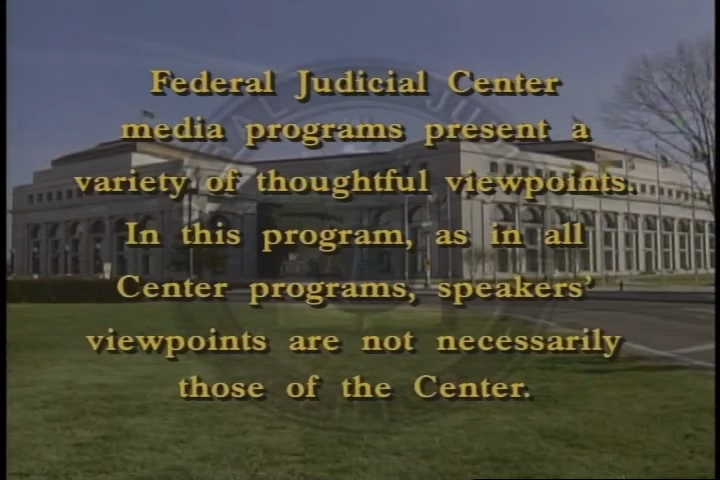 Federal Judicial Center
media programs present a
variety of thoughtful viewpoints.
In this program, as in all
Center programs, speakers'
viewpoints are not necessarily
those of the Center.